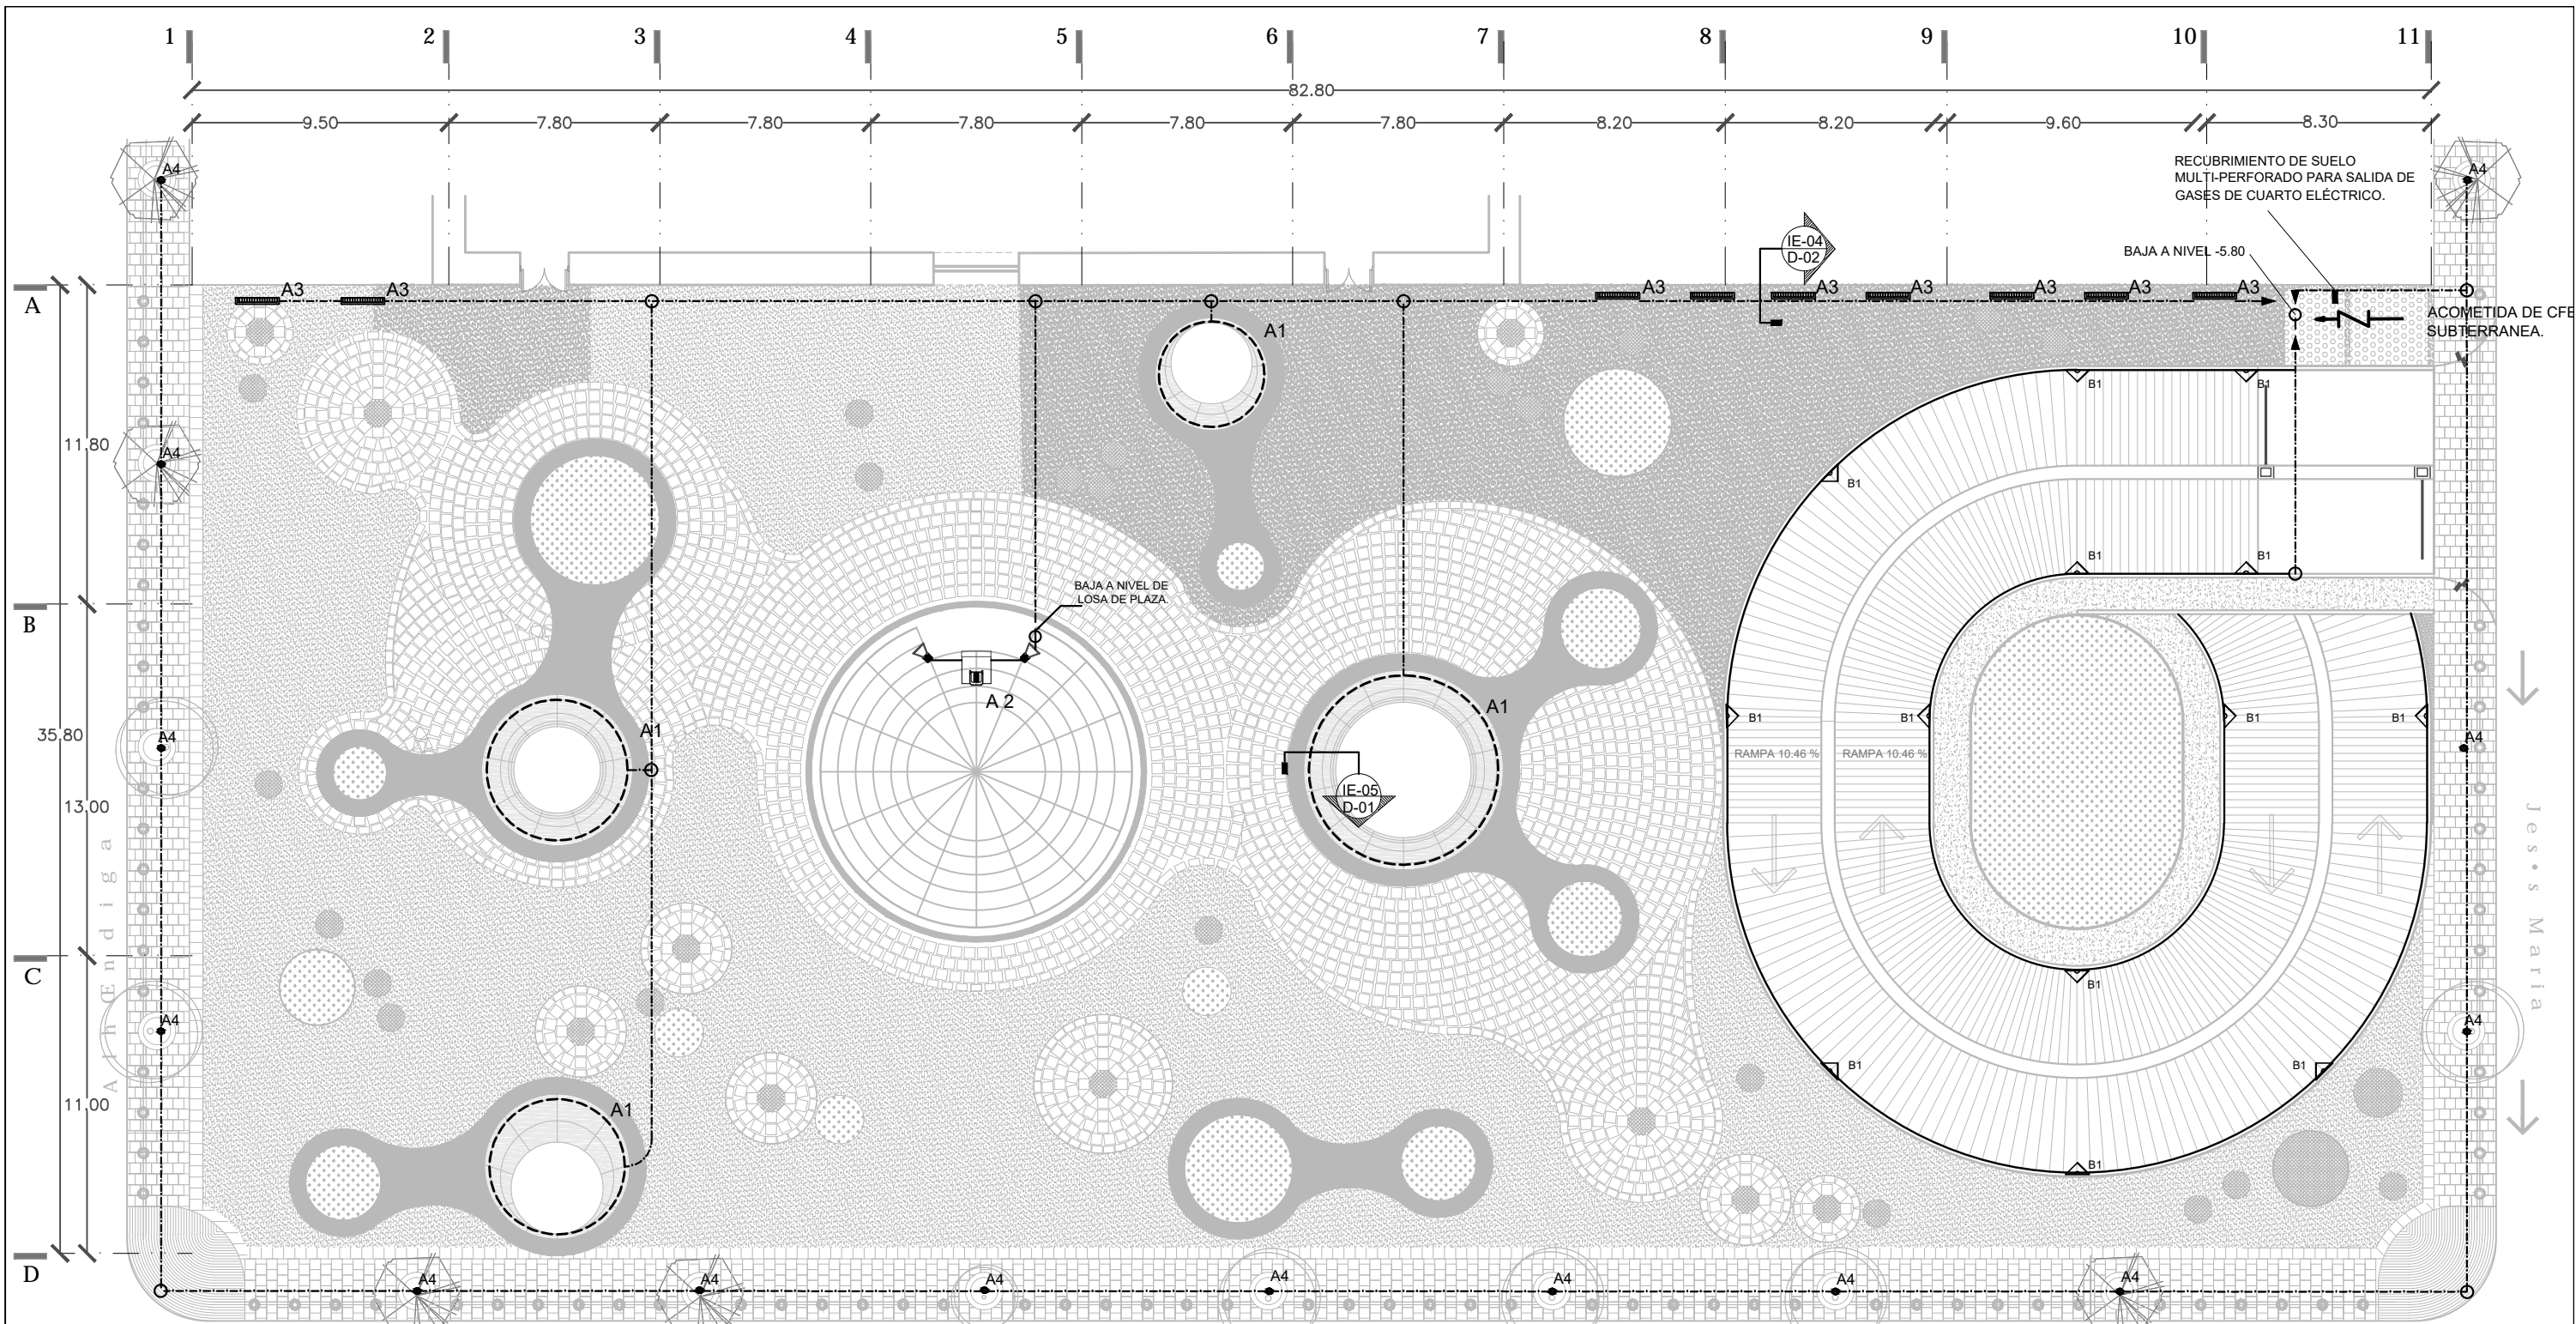 1 2 3 4 5 6 7 8 9 10 11
82.80
9.50 7.80 7.80 7.80 7.80 7.80 8.20 8.20 9.60 8.30
RECUBRIMIENTO DE SUELO
MULTI-PERFORADO PARA SALIDA DE
GASES DE CUARTO ELÉCTRICO.
A4 A4
IE-04
D-02
BAJA A NIVEL -5.80
A
A3 A3 A3 A3 A3 A3 A3 A3
ACOMETIDA DE CFE
SUBTERRANEA.
A1
B1 B1
11.80
A4
B1
B1 B1
BAJA A NIVEL DE
LOSA DE PLAZA.
B
A 2
A1
A1
B1 B1 B1 B1
35.80
A4
A4
RAMPA 10.46 % RAMPA 10.46 %
IE-05
D-01
13.00
Jes•s Maria
A lh Œndiga
C
B1
A4
A4
B1 B1
11.00
A1
B1
D
A4 A4 A4 A4 A4 A4 A4